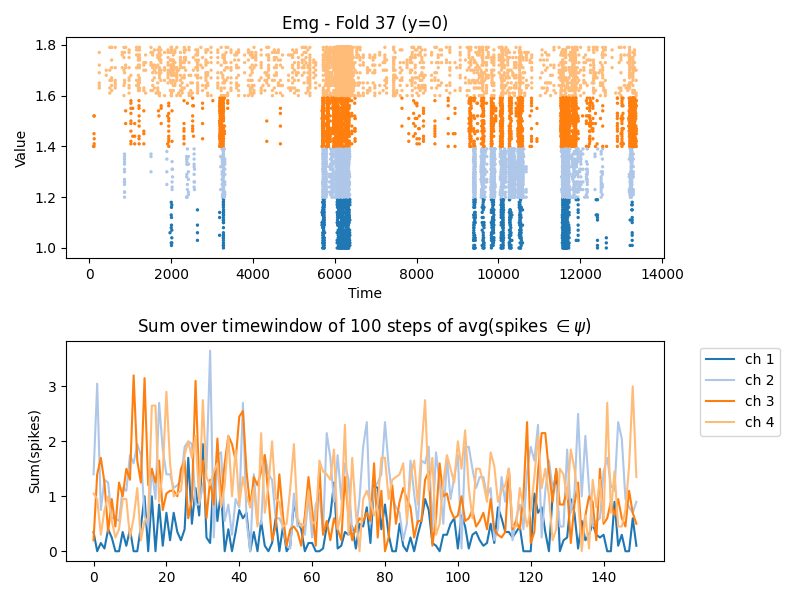 Emg - Fold 37 (y=0)
Value
1.8
1.6
1.4
1.2
1.0
0 2000 4000 6000 8000 10000 12000 14000
Time
Sum over timewindow of 100 steps of avg(spikes ∈ψ)
Sum(spikes)
3
2
1
0
0 20 40 60 80 100 120 140
ch 1
ch 2
ch 3
ch 4